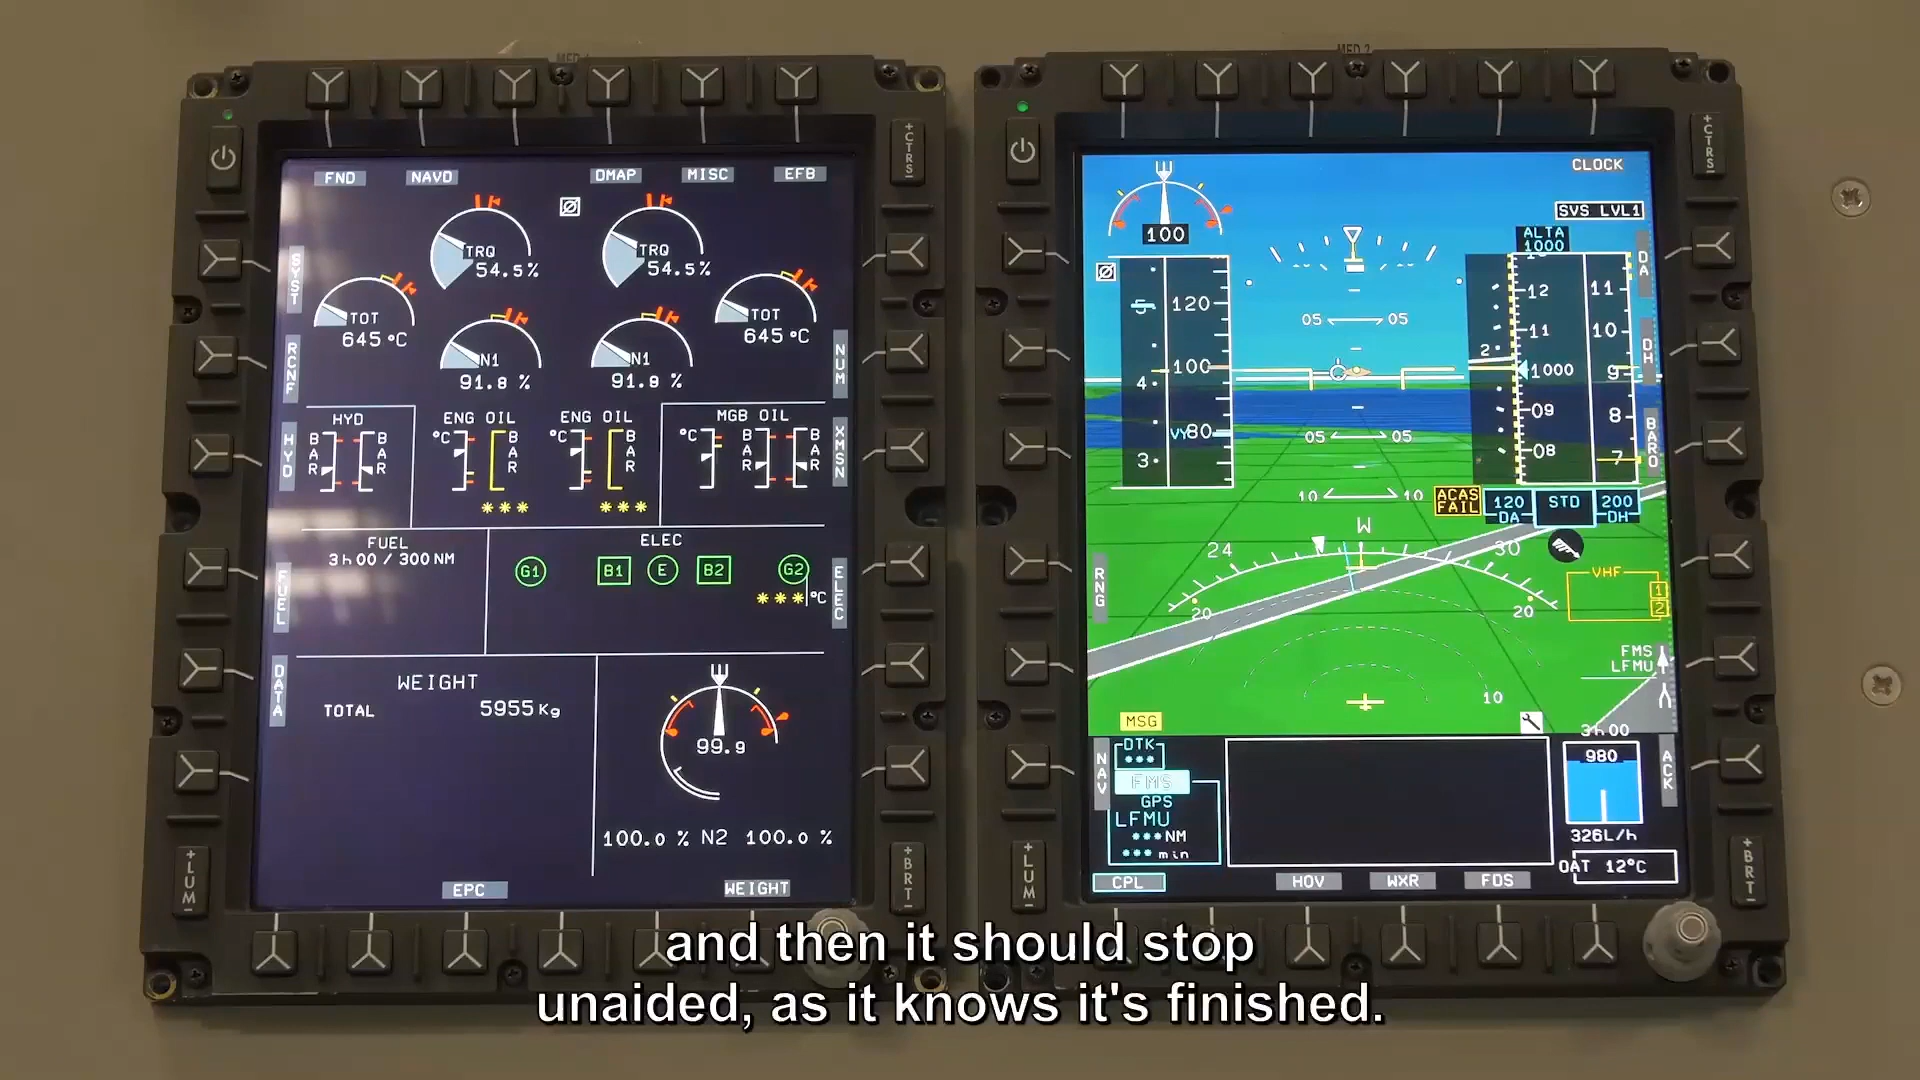 MFD 1
FND
NAVD
DMAP
MISC
EFB
+CTRS-
SYST
TRQ
54.5%
TRQ
54.5%
TOT
645 °C
TOT
645 °C
RCNF
N1
91.8 %
N1
91.8 %
NUM
HYD
BAR
BAR
HYD
ENG OIL
°C
BAR
***
ENG OIL
°C
BAR
***
MGB OIL
°C
BAR
BAR
XMSN
FUEL
3h00 / 300 NM
FUEL
ELEC
G1
B1
E
B2
G2
***°C
ELEC
DATA
WEIGHT
TOTAL
5955 Kg
99.9
100.0 % N2 100.0 %
+LUM-
+BRT-
EPC
WEIGHT
MFD 2
+CTRS-
CLOCK
100
SVS LVL1
ALTA
1000
DA
5
120
05 05
12
11
11
10
DH
2
100
1000
9
4
09
8
VY 80
05 05
08
7
BARO
3
10 10
ACAS
FAIL
120
DA
STD
200
DH
W
24
30
RNG
VHF
1
2
20
20
FMS
LFMU
10
MSG
3h00
NAV
DTK
***
FMS
GPS
LFMU
***NM
***min
980
ACK
326L/h
OAT 12°C
+LUM-
+BRT-
CPL
HOV
WXR
FDS
and then it should stop
unaided, as it knows it's finished.